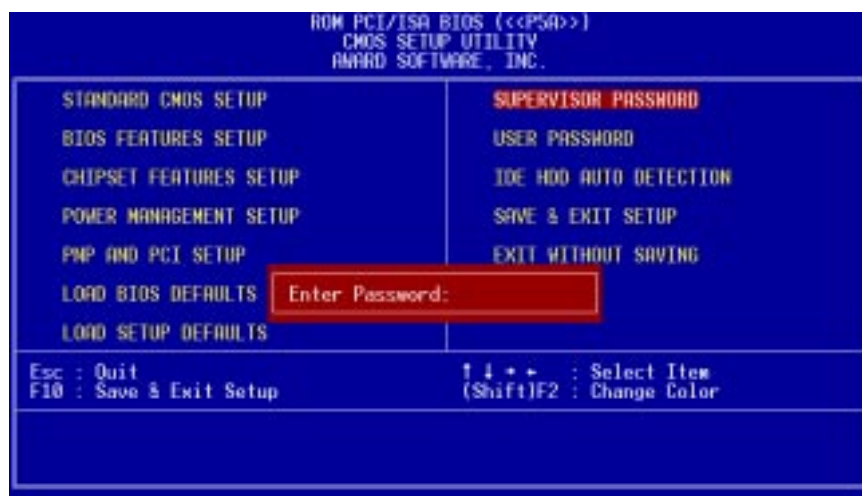 ROM PCI/ISA BIOS (<<P5A>>)
CMOS SETUP UTILITY
AWARD SOFTWARE, INC.
STANDARD CMOS SETUP
BIOS FEATURES SETUP
CHIPSET FEATURES SETUP
POWER MANAGEMENT SETUP
PNP AND PCI SETUP
LOAD BIOS DEFAULTS
LOAD SETUP DEFAULTS
SUPERVISOR PASSWORD
USER PASSWORD
IDE HDD AUTO DETECTION
SAVE & EXIT SETUP
EXIT WITHOUT SAVING
Enter Password:
Esc : Quit
F10 : Save & Exit Setup
↑ ↓ → ← : Select Item
(Shift)F2 : Change Color